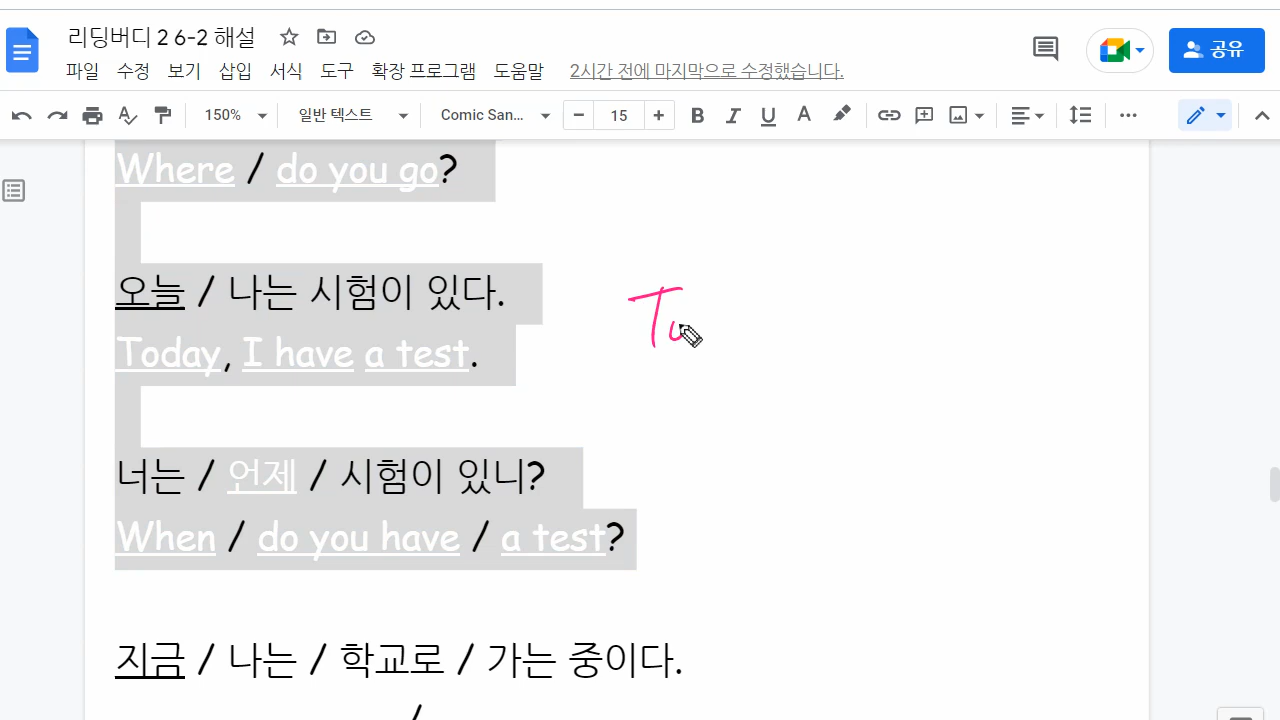 리딩버디 2 6-2 해설
파일 수정 보기 삽입 서식 도구 확장 프로그램 도움말 2시간 전에 마지막으로 수정했습니다.
공유
150% 일반 텍스트 Comic San... 15 B I U A
Where / do you go?
오늘 / 나는 시험이 있다.
Today, I have a test.
To
너는 / 언제 / 시험이 있니?
When / do you have / a test?
지금 / 나는 / 학교로 / 가는 중이다.
/